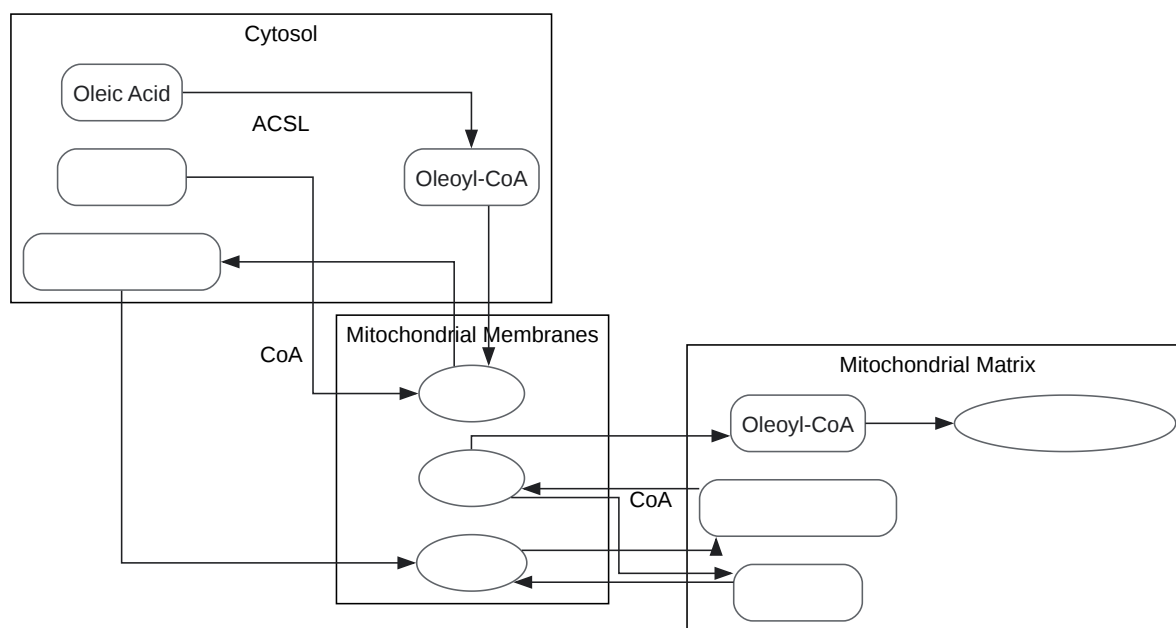 Cytosol
Oleic Acid
ACSL
Oleoyl-CoA
Mitochondrial Membranes
CoA
Mitochondrial Matrix
Oleoyl-CoA
CoA